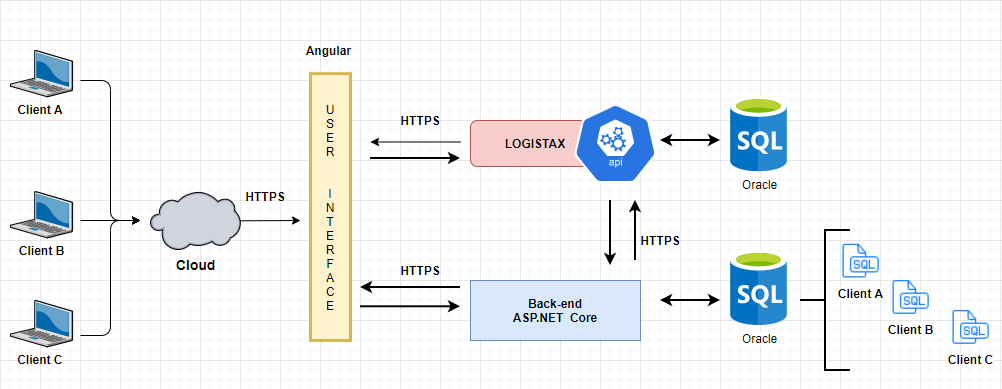 Angular
Client A
Client B
Client C
HTTPS
Cloud
USER INTERFACE
HTTPS
LOGISTAX
api
SQL
Oracle
HTTPS
HTTPS
Back-end
ASP.NET Core
SQL
Oracle
SQL
Client A
SQL
Client B
SQL
Client C